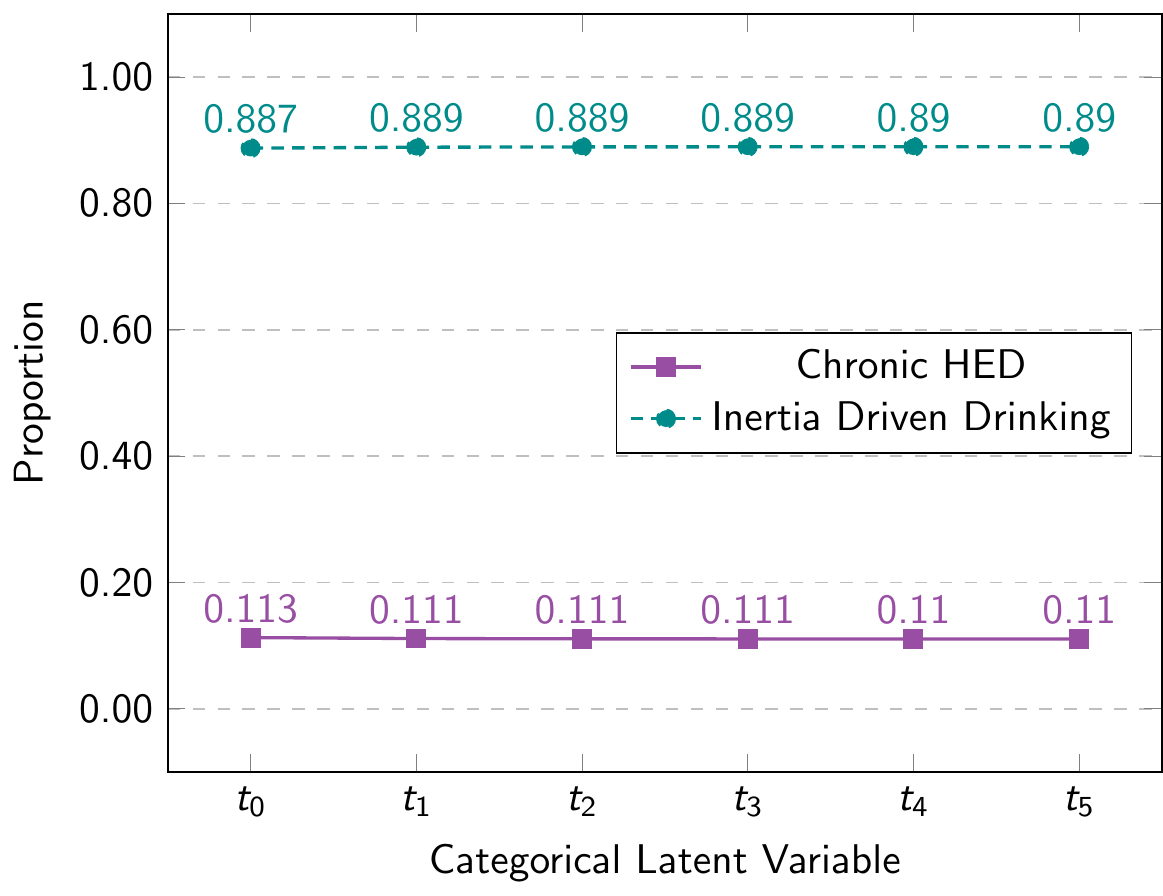 1.00
0.887 0.889 0.889 0.889 0.89 0.89
0.80
0.60
Proportion
Chronic HED
Inertia Driven Drinking
0.40
0.20
0.113 0.111 0.111 0.111 0.11 0.11
0.00
t0 t1 t2 t3 t4 t5
Categorical Latent Variable